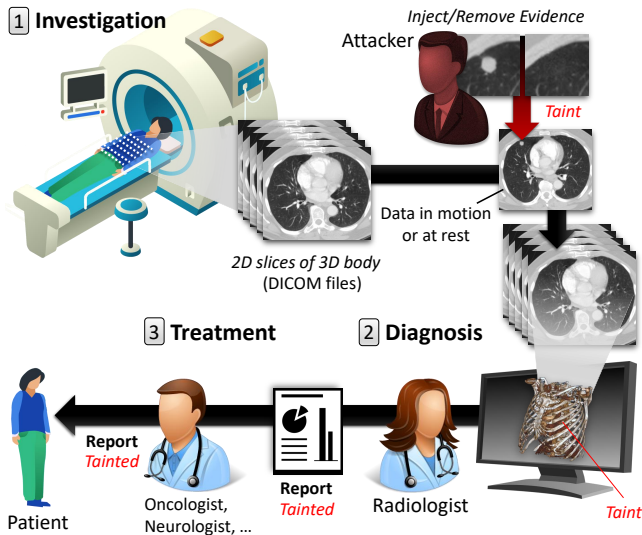 1 Investigation
Inject/Remove Evidence
Attacker
Taint
Data in motion
or at rest
2D slices of 3D body
(DICOM files)
3 Treatment
2 Diagnosis
Report
Tainted
Report
Tainted
Patient
Oncologist,
Neurologist, ...
Radiologist
Taint